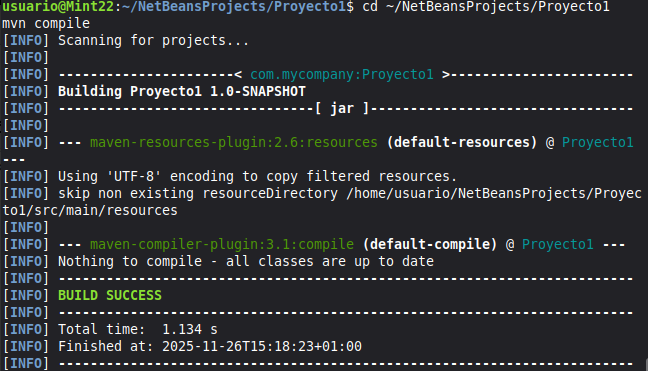 usuario@Mint22:~/NetBeansProjects/Proyecto1$ cd ~/NetBeansProjects/Proyecto1
mvn compile
[INFO] Scanning for projects...
[INFO]
[INFO] ----------------------< com.mycompany:Proyecto1 >-----------------------
[INFO] Building Proyecto1 1.0-SNAPSHOT
[INFO] --------------------------------[ jar ]---------------------------------
[INFO]
[INFO] --- maven-resources-plugin:2.6:resources (default-resources) @ Proyecto1
---
[INFO] Using 'UTF-8' encoding to copy filtered resources.
[INFO] skip non existing resourceDirectory /home/usuario/NetBeansProjects/Proyec
to1/src/main/resources
[INFO]
[INFO] --- maven-compiler-plugin:3.1:compile (default-compile) @ Proyecto1 ---
[INFO] Nothing to compile - all classes are up to date
[INFO] ------------------------------------------------------------------------
[INFO] BUILD SUCCESS
[INFO] ------------------------------------------------------------------------
[INFO] Total time:  1.134 s
[INFO] Finished at: 2025-11-26T15:18:23+01:00
[INFO] ------------------------------------------------------------------------